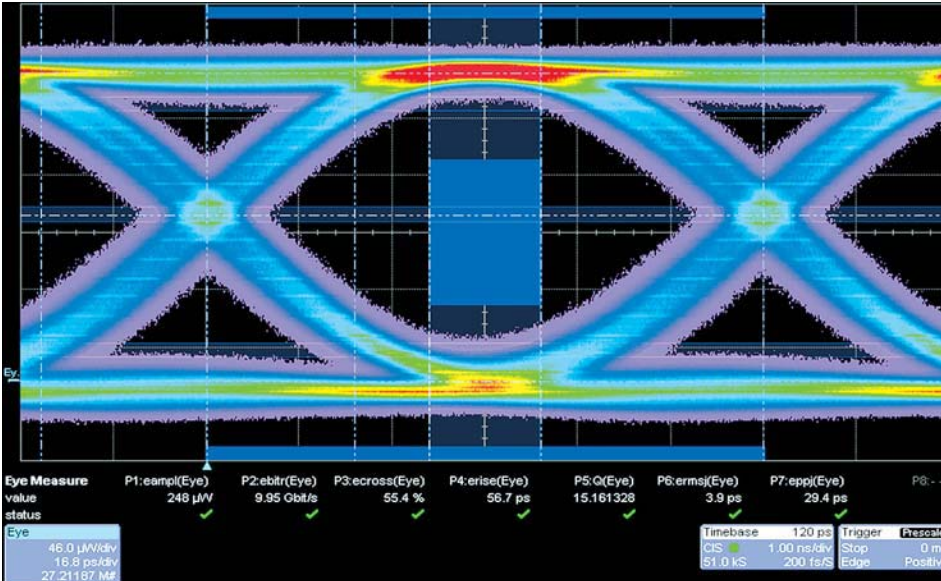 Ey.
Eye Measure P1:eampl(Eye) P2:ebitr(Eye) P3:ecross(Eye) P4:erise(Eye) P5:Q(Eye) P6:ermsj(Eye) P7:eppj(Eye) P8:- -
value 248 µW 9.95 Gbit/s 55.4 % 56.7 ps 15.161328 3.9 ps 29.4 ps
status
Eye
46.0 µW/div
16.8 ps/div
27.21187 M#
Timebase 120 ps
CIS 1.00 ns/div
51.0 kS 200 fs/S
Trigger Prescale
Stop 0 m
Edge Positiv